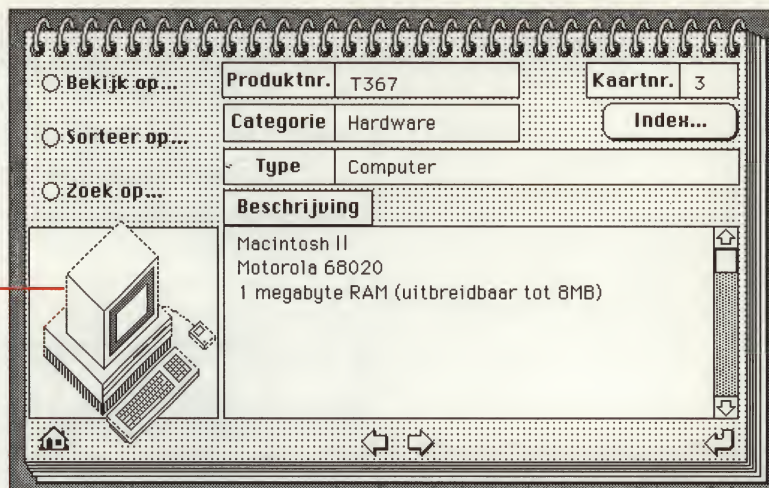 Bekijk op...
Sorteer op...
Zoek op...
Produktnr. T367
Kaartnr. 3
Categorie Hardware
Index...
Type Computer
Beschrijving
Macintosh II
Motorola 68020
1 megabyte RAM (uitbreidbaar tot 8MB)